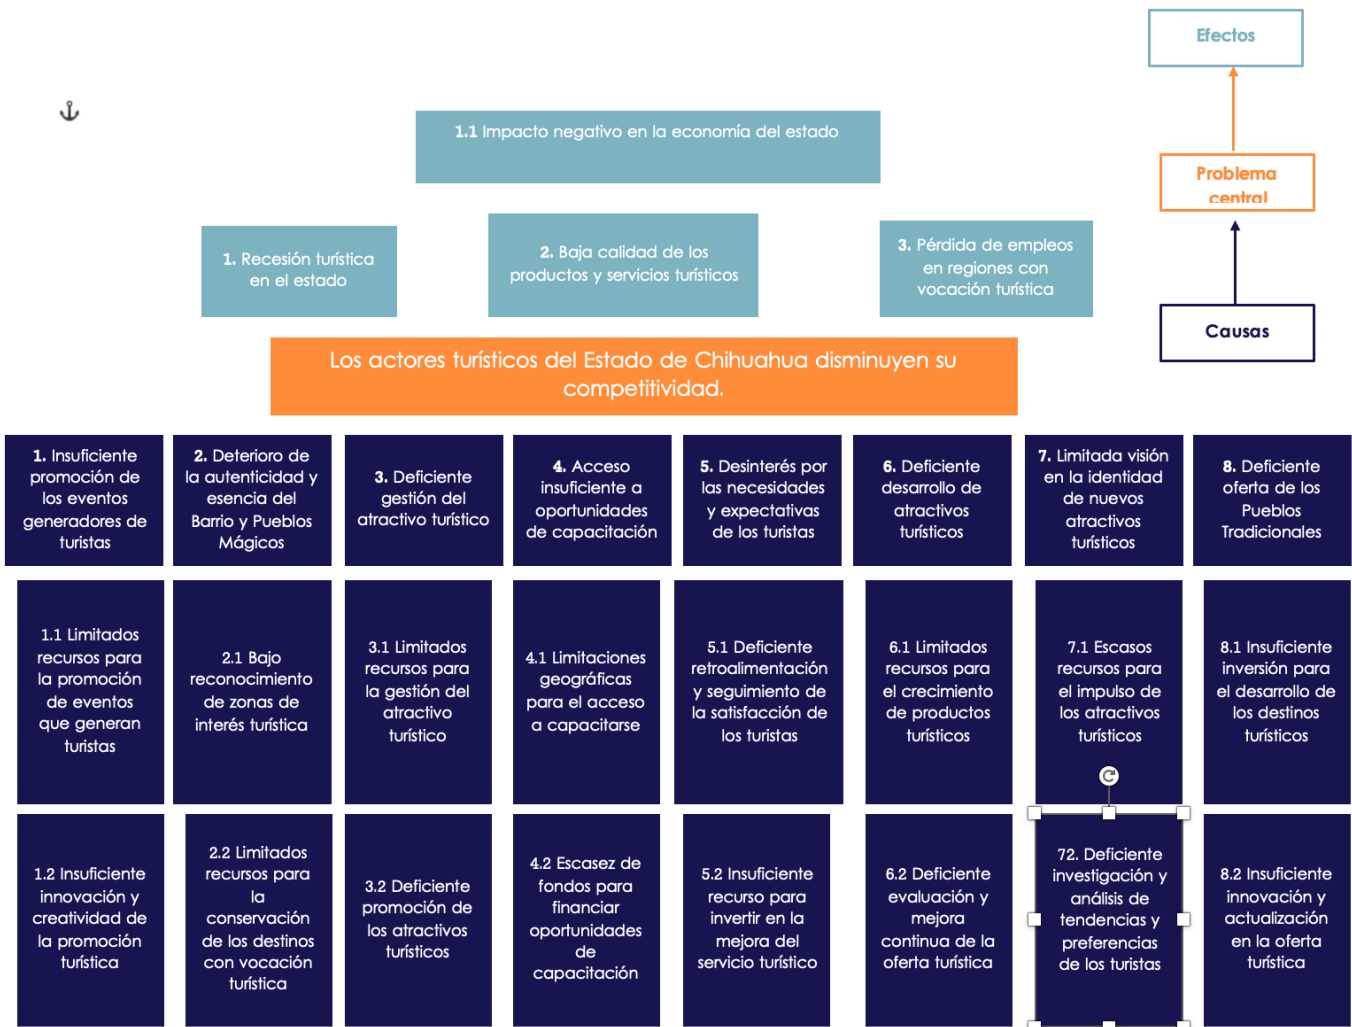 Efectos
Problema
central
Causas
1.1 Impacto negativo en la economía del estado
1. Recesión turística
en el estado
2. Baja calidad de los
productos y servicios turísticos
3. Pérdida de empleos
en regiones con
vocación turística
Los actores turísticos del Estado de Chihuahua disminuyen su
competitividad.
1. Insuficiente
promoción de
los eventos
generadores de
turistas
2. Deterioro de
la autenticidad y
esencia del
Barrio y Pueblos
Mágicos
3. Deficiente
gestión del
atractivo turístico
4. Acceso
insuficiente a
oportunidades
de capacitación
5. Desinterés por
las necesidades
y expectativas
de los turistas
6. Deficiente
desarrollo de
atractivos
turísticos
7. Limitada visión
en la identidad
de nuevos
atractivos
turísticos
8. Deficiente
oferta de los
Pueblos
Tradicionales
1.1 Limitados
recursos para
la promoción
de eventos
que generan
turistas
2.1 Bajo
reconocimiento
de zonas de
interés turística
3.1 Limitados
recursos para
la gestión del
atractivo
turístico
4.1 Limitaciones
geográficas
para el acceso
a capacitarse
5.1 Deficiente
retroalimentación
y seguimiento de
la satisfacción de
los turistas
6.1 Limitados
recursos para
el crecimiento
de productos
turísticos
7.1 Escasos
recursos para
el impulso de
los atractivos
turísticos
8.1 Insuficiente
inversión para
el desarrollo de
los destinos
turísticos
1.2 Insuficiente
innovación y
creatividad de
la promoción
turística
2.2 Limitados
recursos para
la
conservación
de los destinos
con vocación
turística
3.2 Deficiente
promoción de
los atractivos
turísticos
4.2 Escasez de
fondos para
financiar
oportunidades
de
capacitación
5.2 Insuficiente
recurso para
invertir en la
mejora del
servicio turístico
6.2 Deficiente
evaluación y
mejora
continua de la
oferta turística
72. Deficiente
investigación y
análisis de
tendencias y
preferencias
de los turistas
8.2 Insuficiente
innovación y
actualización
en la oferta
turística